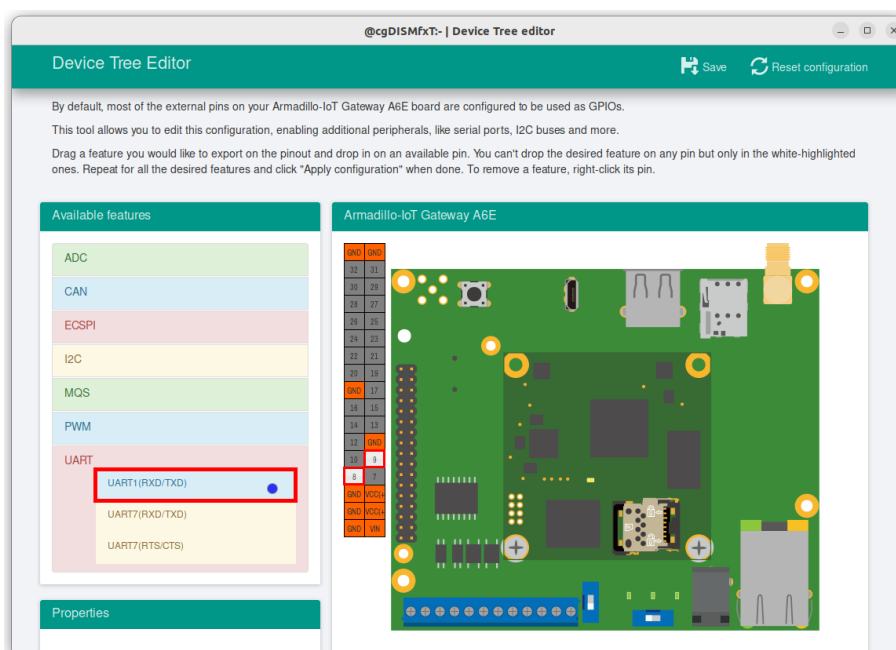 @cgDISMfxT:- | Device Tree editor
Device Tree Editor
Save
Reset configuration
By default, most of the external pins on your Armadillo-IoT Gateway A6E board are configured to be used as GPIOs.
This tool allows you to edit this configuration, enabling additional peripherals, like serial ports, I2C buses and more.
Drag a feature you would like to export on the pinout and drop in on an available pin. You can't drop the desired feature on any pin but only in the white-highlighted
ones. Repeat for all the desired features and click "Apply configuration" when done. To remove a feature, right-click its pin.
Available features
ADC
CAN
ECSPI
I2C
MQS
PWM
UART
UART1(RXD/TXD)
UART7(RXD/TXD)
UART7(RTS/CTS)
Properties
Armadillo-IoT Gateway A6E
GND GND
32 31
30 29
28 27
26 25
24 23
22 21
20 19
GND 17
16 15
14 13
12 GND
10 9
8 7
GND VCC(+
GND VCC(+
GND VIN